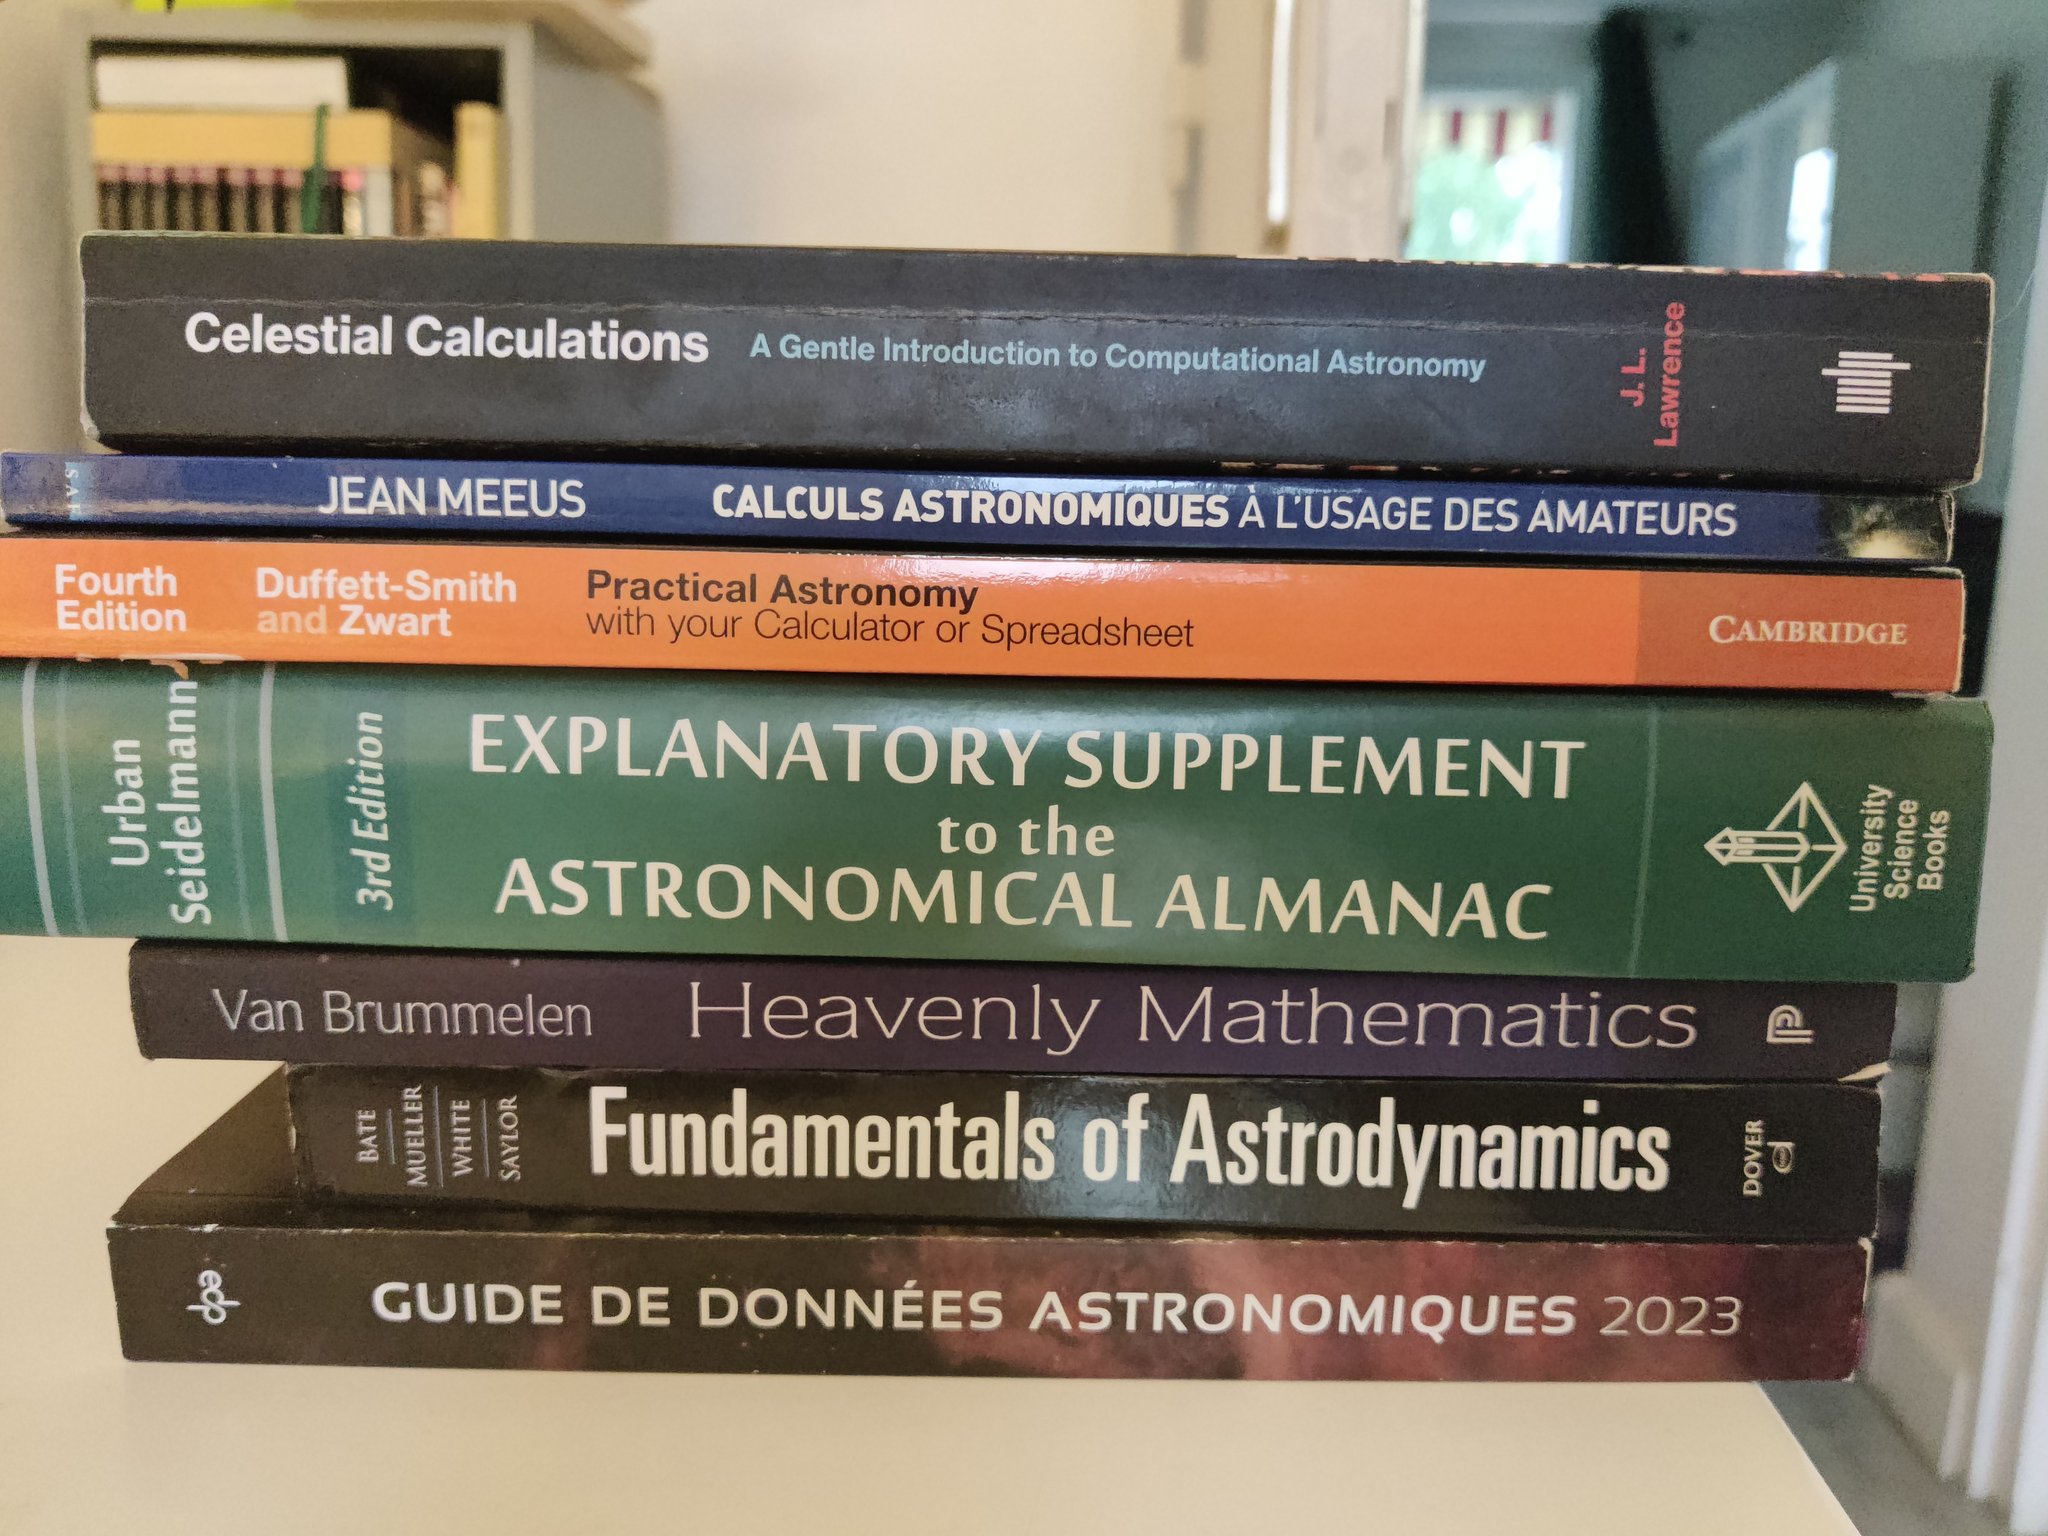 Celestial Calculations A Gentle Introduction to Computational Astronomy
J. L.
Lawrence
JEAN MEEUS CALCULS ASTRONOMIQUES À L'USAGE DES AMATEURS
Fourth
Edition
Duffett-Smith
and Zwart
Practical Astronomy
with your Calculator or Spreadsheet
CAMBRIDGE
Urban
Seidelmann
3rd Edition
EXPLANATORY SUPPLEMENT
to the
ASTRONOMICAL ALMANAC
University
Science
Books
Van Brummelen Heavenly Mathematics
BATE
MUELLER
WHITE
SAYLOR
Fundamentals of Astrodynamics
DOVER
edp
GUIDE DE DONNÉES ASTRONOMIQUES 2023